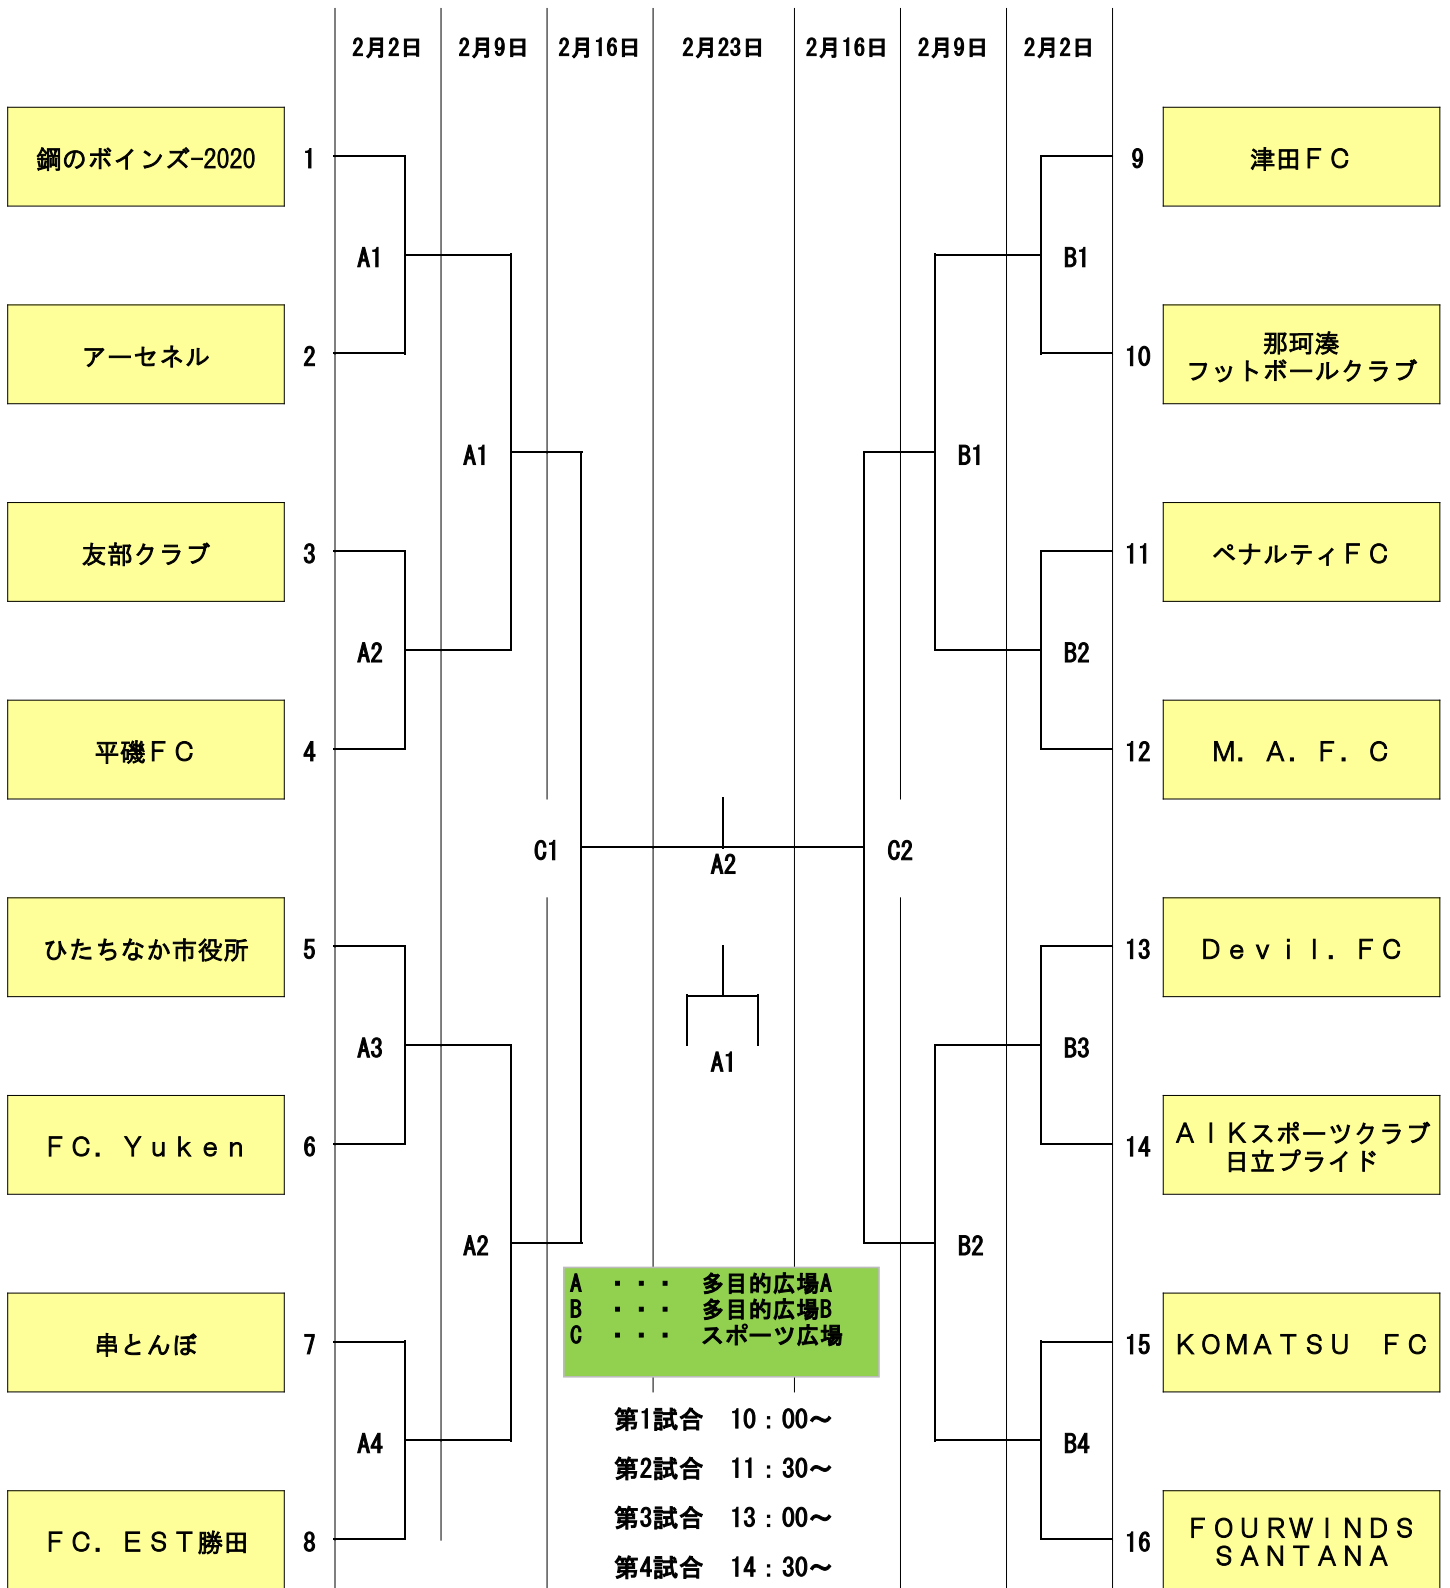 2月2日 2月9日 2月16日 2月23日 2月16日 2月9日 2月2日
鋼のボインズ-2020 1 9 津田ＦＣ
A1 B1
アーセネル 2 10 那珂湊
フットボールクラブ
A1 B1
友部クラブ 3 11 ペナルティＦＣ
A2 B2
平磯ＦＣ 4 12 Ｍ．Ａ．Ｆ．Ｃ
C1 A2 C2
ひたちなか市役所 5 13 Ｄｅｖｉｌ．ＦＣ
A3 A1 B3
ＦＣ．Ｙｕｋｅｎ 6 14 ＡＩＫスポーツクラブ
日立プライド
A2 B2
A ・・・ 多目的広場A
B ・・・ 多目的広場B
C ・・・ スポーツ広場
串とんぼ 7 15 ＫＯＭＡＴＳＵ　ＦＣ
第1試合 10：00～
A4 B4
第2試合 11：30～
第3試合 13：00～
ＦＣ．ＥＳＴ勝田 8 16 ＦＯＵＲＷＩＮＤＳ
ＳＡＮＴＡＮＡ
第4試合 14：30～